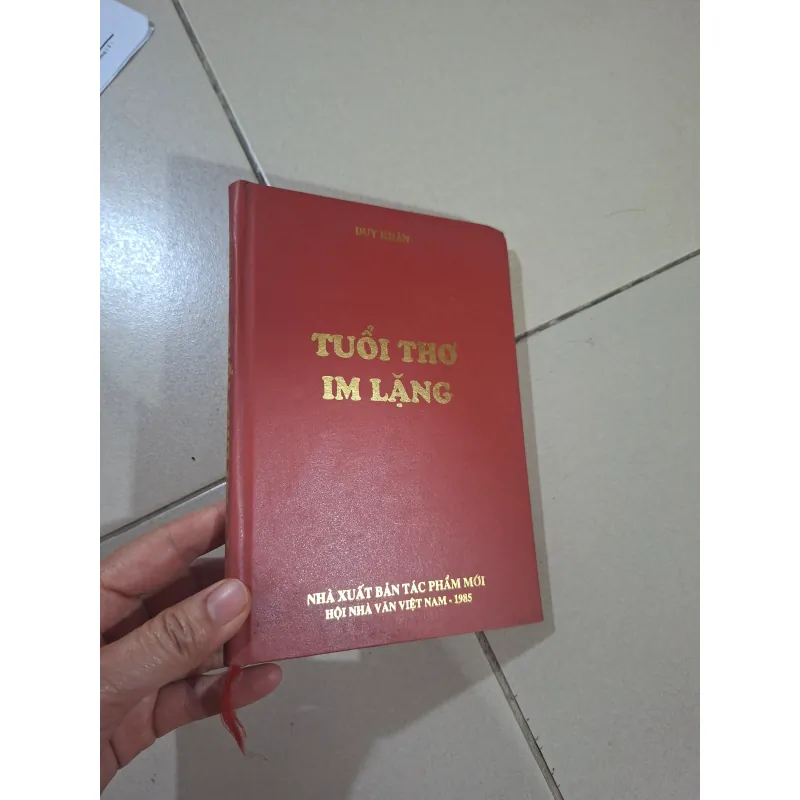 DUY KHÁN
TUỔI THƠ
IM LẶNG
NHÀ XUẤT BẢN TÁC PHẨM MỚI
HỘI NHÀ VĂN VIỆT NAM - 1985